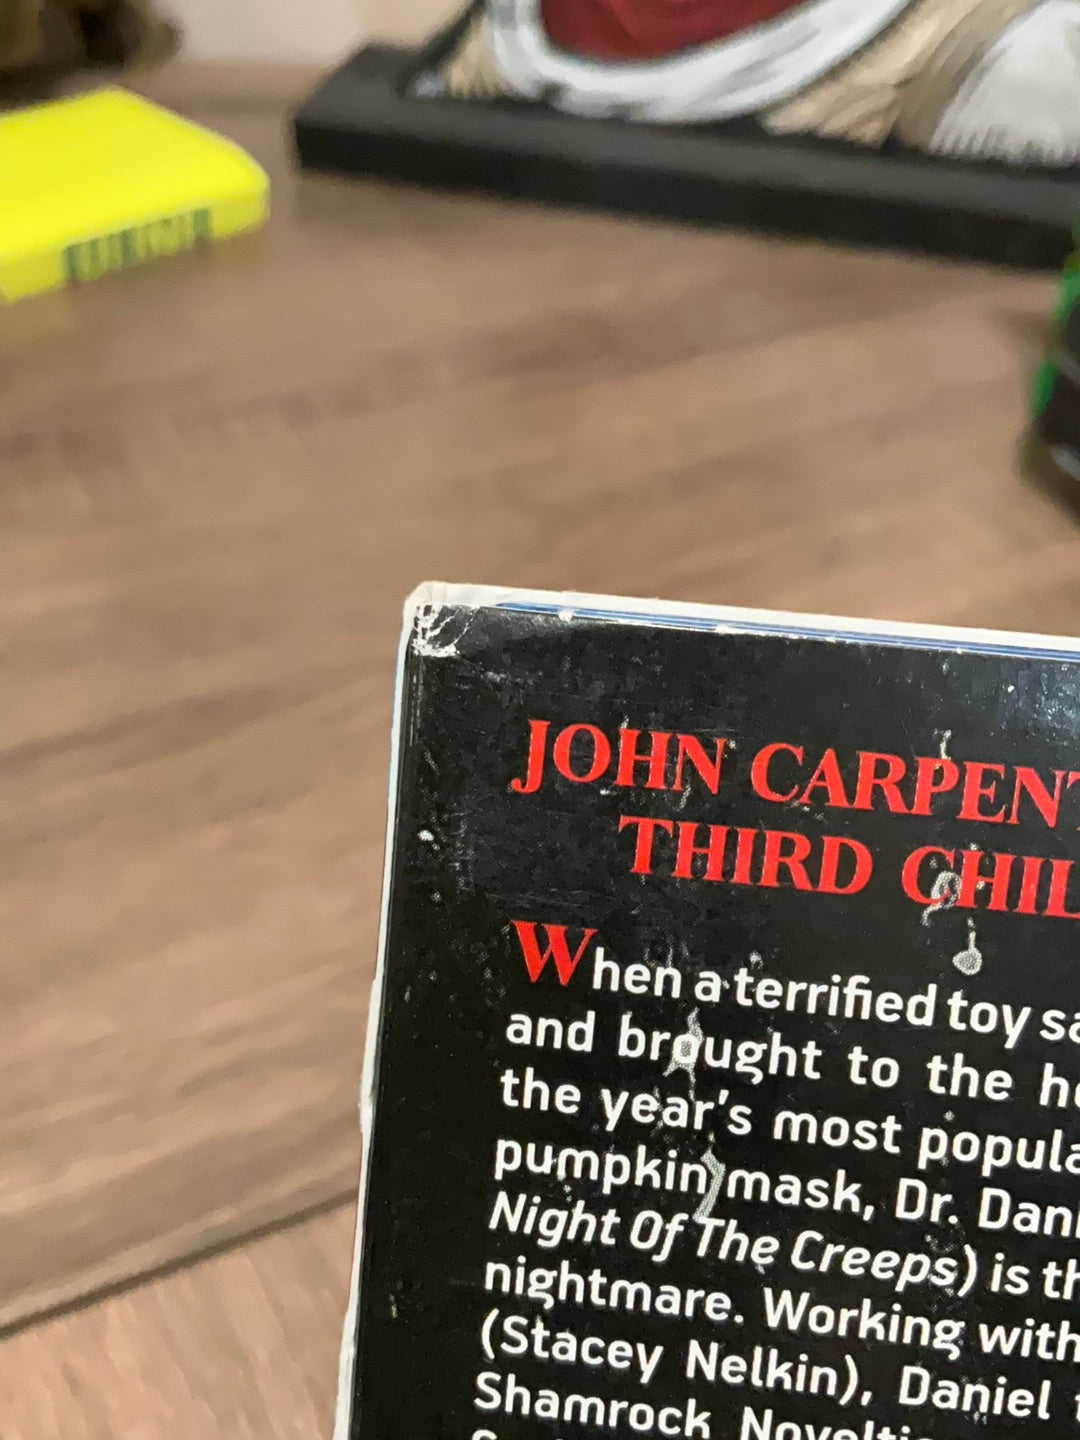 JOHN CARPENT
THIRD CHIL
When a terrified toy sa
and brought to the h
the year's most popula
pumpkin mask, Dr. Dan
Night Of The Creeps) is th
nightmare. Working with
(Stacey Nelkin), Daniel
Shamrock Novelti